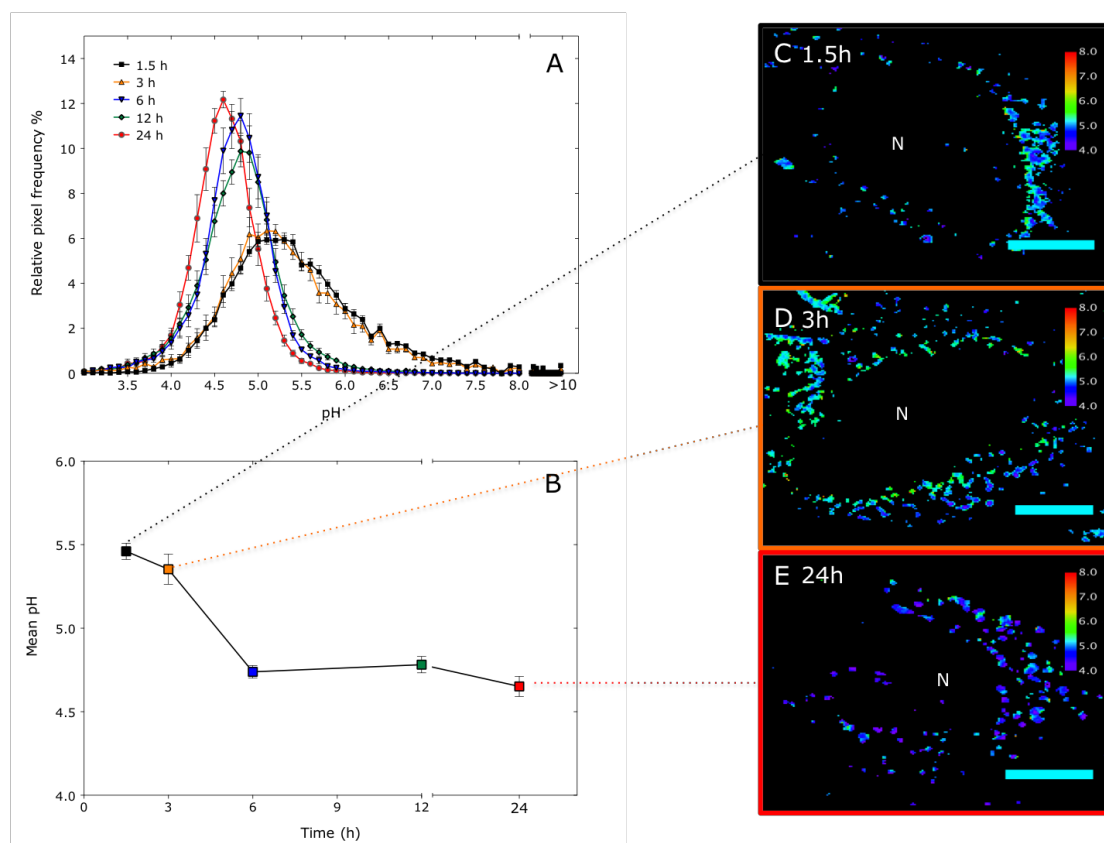 A
1.5 h
3 h
6 h
12 h
24 h
Relative pixel frequency %
14
12
10
8
6
4
2
0
3.5 4.0 4.5 5.0 5.5 6.0 6.5 7.0 7.5 8.0 >10
pH
B
Mean pH
6.0
5.5
5.0
4.5
4.0
0 3 6 9 12 24
Time (h)
C 1.5h
N
8.0
7.0
6.0
5.0
4.0
D 3h
N
8.0
7.0
6.0
5.0
4.0
E 24h
N
8.0
7.0
6.0
5.0
4.0